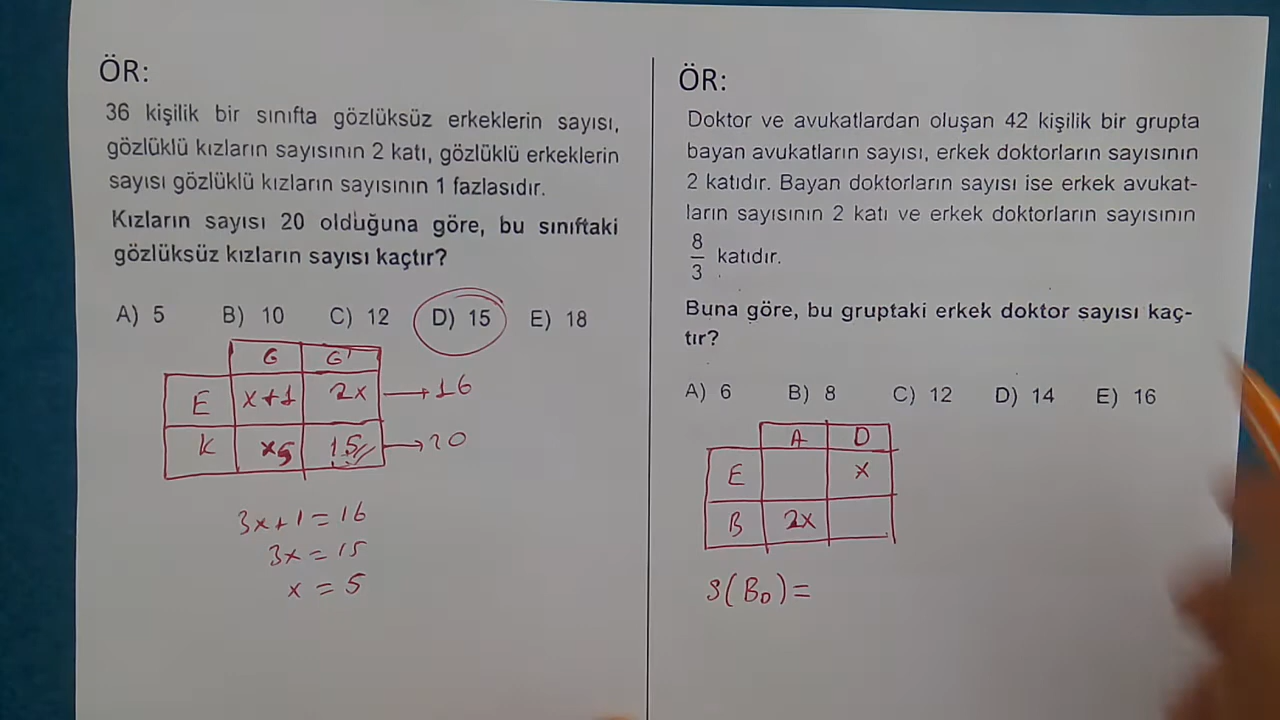 ÖR:
36 kişilik bir sınıfta gözlüksüz erkeklerin sayısı,
gözlüklü kızların sayısının 2 katı, gözlüklü erkeklerin
sayısı gözlüklü kızların sayısının 1 fazlasıdır.
Kızların sayısı 20 olduğuna göre, bu sınıftaki
gözlüksüz kızların sayısı kaçtır?
A) 5 B) 10 C) 12 D) 15 E) 18
G G'
E x+1 2x → 16
K x5 15 → 20
3x+1=16
3x=15
x=5
ÖR:
Doktor ve avukatlardan oluşan 42 kişilik bir grupta
bayan avukatların sayısı, erkek doktorların sayısının
2 katıdır. Bayan doktorların sayısı ise erkek avukat-
ların sayısının 2 katı ve erkek doktorların sayısının
8/3 katıdır.
Buna göre, bu gruptaki erkek doktor sayısı kaç-
tır?
A) 6 B) 8 C) 12 D) 14 E) 16
A D
E x
B 2x
S(B_D)=